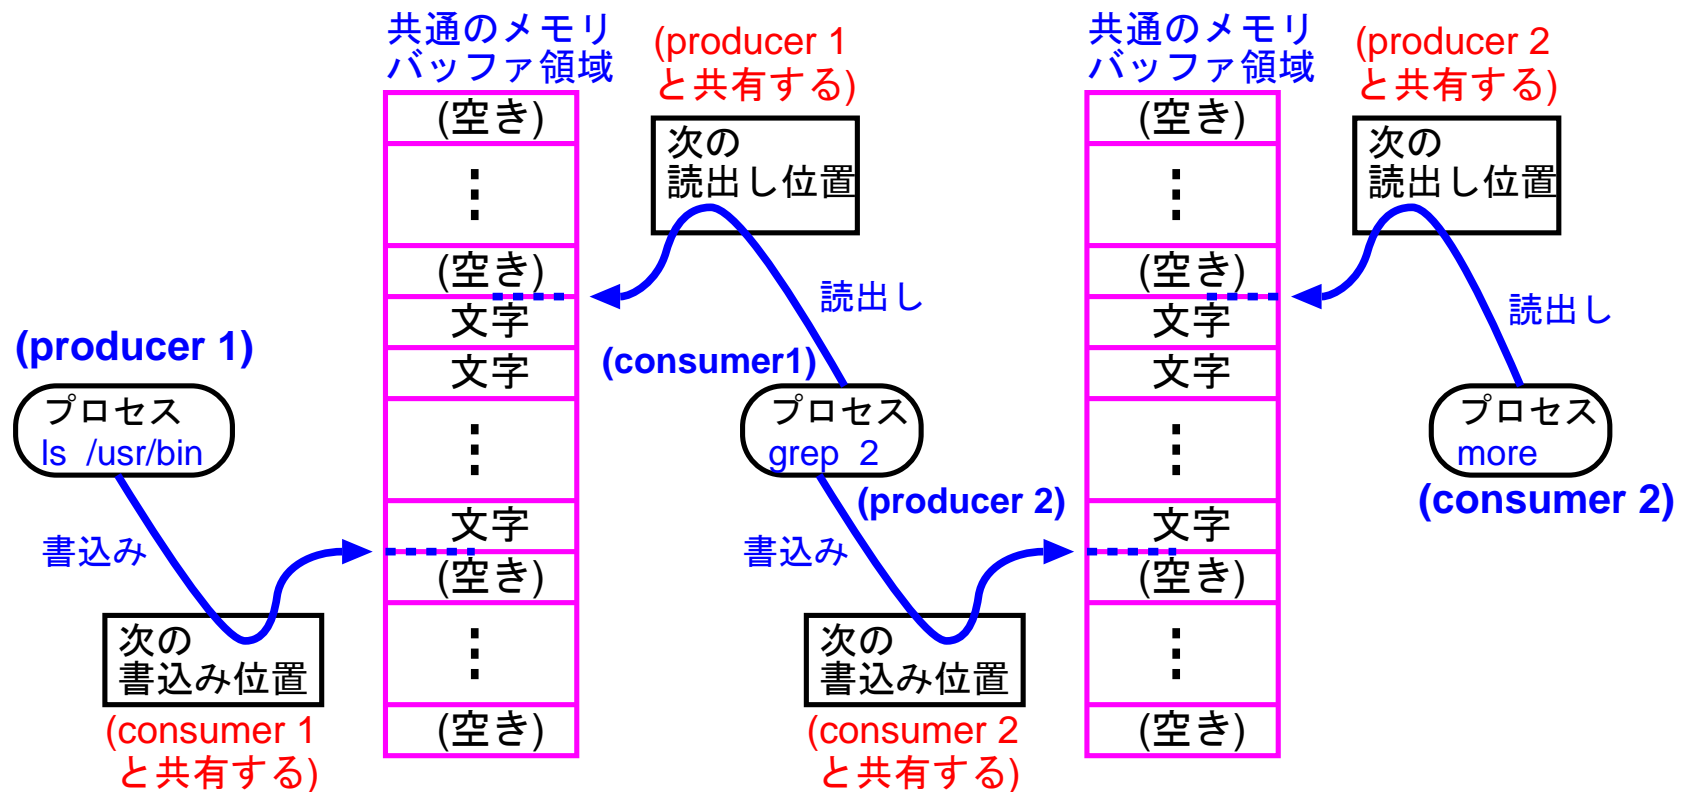 共通のメモリ
バッファ領域
(producer 1
と共有する)
共通のメモリ
バッファ領域
(producer 2
と共有する)
(空き)
次の
読出し位置
(空き)
次の
読出し位置
(空き)
読出し
(空き)
読出し
文字
文字
(producer 1)
文字
(consumer1)
文字
プロセス
ls /usr/bin
プロセス
grep 2
プロセス
more
(producer 2)
(consumer 2)
文字
文字
書込み
書込み
(空き)
(空き)
次の
書込み位置
次の
書込み位置
(consumer 1
と共有する)
(空き)
(consumer 2
と共有する)
(空き)